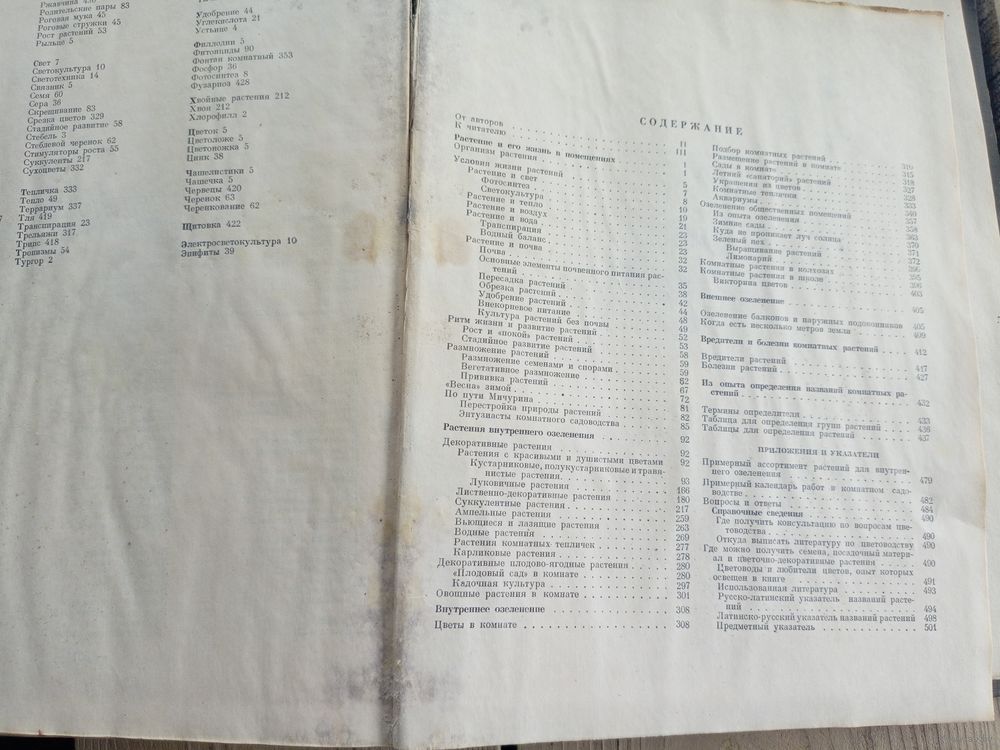 Ржавчина
Родительские пары 83
Роговая мука 45
Роговые стружки 45
Рост растений 53
Рыльце 5
Свет 7
Светокультура 10
Светотехника 14
Связник 5
Семя 60
Сера 36
Скрещивание 83
Срезка цветов 329
Стадийное развитие 58
Стебель 3
Стеблевой черенок 62
Стимуляторы роста 55
Суккуленты 217
Сухоцветы 332
Тепличка 333
Тепло 49
Террариум 337
Тля 419
Транспирация 23
Трельяжи 317
Трипс 418
Тропизмы 54
Тургор 2
Удобрение 44
Углекислота 21
Устьице 4
Филлодии 5
Фитонциды 90
Фонтан комнатный 353
Фосфор 36
Фотосинтез 8
Фузариоз 428
Хвойные растения 212
Хвоя 212
Хлорофилл 2
Цветок 5
Цветоложе 5
Цветоножка 5
Цинк 38
Чашелистики 5
Чашечка 5
Червецы 420
Черенок 63
Черенкование 62
Щитовка 422
Электросветокультура 10
Эпифиты 39
СОДЕРЖАНИЕ
От авторов II
К читателю III
Растение и его жизнь в помещениях 1
Организм растения 1
Условия жизни растений 5
Растение и свет 7
Фотосинтез 8
Светокультура 10
Растение и тепло 19
Растение и воздух 21
Растение и вода 23
Транспирация 23
Водный баланс
Растение и почва 32
Почва 32
Основные элементы почвенного питания рас-
тений 35
Пересадка растений 38
Обрезка растений 42
Удобрение растений 44
Внекорневое питание 48
Культура растений без почвы 49
Ритм жизни и развитие растений 52
Рост и «покой» растений 53
Стадийное развитие растений 58
Размножение растений 59
Размножение семенами и спорами 59
Вегетативное размножение 62
Прививка растений 67
«Весна» зимой 72
По пути Мичурина 81
Перестройка природы растений 82
Энтузиасты комнатного садоводства 85
Растения внутреннего озеленения 92
Декоративные растения 92
Растения с красивыми и душистыми цветами 92
Кустарниковые, полукустарниковые и травя-
нистые растения 93
Луковичные растения 166
Лиственно-декоративные растения 180
Суккулентные растения 217
Ампельные растения 259
Вьющиеся и лазящие растения 263
Водные растения 269
Растения комнатных тепличек 277
Карликовые растения 278
Декоративные плодово-ягодные растения 280
«Плодовый сад» в комнате 280
Кадочная культура 297
Овощные растения в комнате 301
Внутреннее озеленение 308
Цветы в комнате 308
Подбор комнатных растений
Размещение растений в комнате 315
Сады в комнате 318
Летний «санаторий» растений 327
Украшения из цветов 328
Комнатные теплички 333
Аквариумы
Озеленение общественных помещений
Из опыта озеленения 357
Зимние сады 358
Куда не проникает луч солнца 363
Зеленый цех 370
Выращивание растений 371
Лимонарий 372
Комнатные растения в колхозах
Комнатные растения в школе 395
Викторина цветов
403
Внешнее озеленение 405
Озеленение балконов и наружных подоконников 405
Когда есть несколько метров земли 409
Вредители и болезни комнатных растений 412
Вредители растений 417
Болезни растений 427
Из опыта определения названий комнатных ра-
стений 432
Термины определителя 433
Таблица для определения групп растений 436
Таблицы для определения растений 437
ПРИЛОЖЕНИЯ И УКАЗАТЕЛИ
Примерный ассортимент растений для внутрен-
него озеленения 479
Примерный календарь работ в комнатном садо-
водстве 482
Вопросы и ответы 484
Справочные сведения 490
Где получить консультацию по вопросам цве-
товодства 490
Откуда выписать литературу по цветоводству 490
Где можно получить семена, посадочный матери-
ал и цветочно-декоративные растения 490
Цветоводы и любители цветов, опыт которых
освещен в книге 491
Использованная литература 493
Русско-латинский указатель названий расте-
ний 494
Латинско-русский указатель названий растений 498
Предметный указатель 501